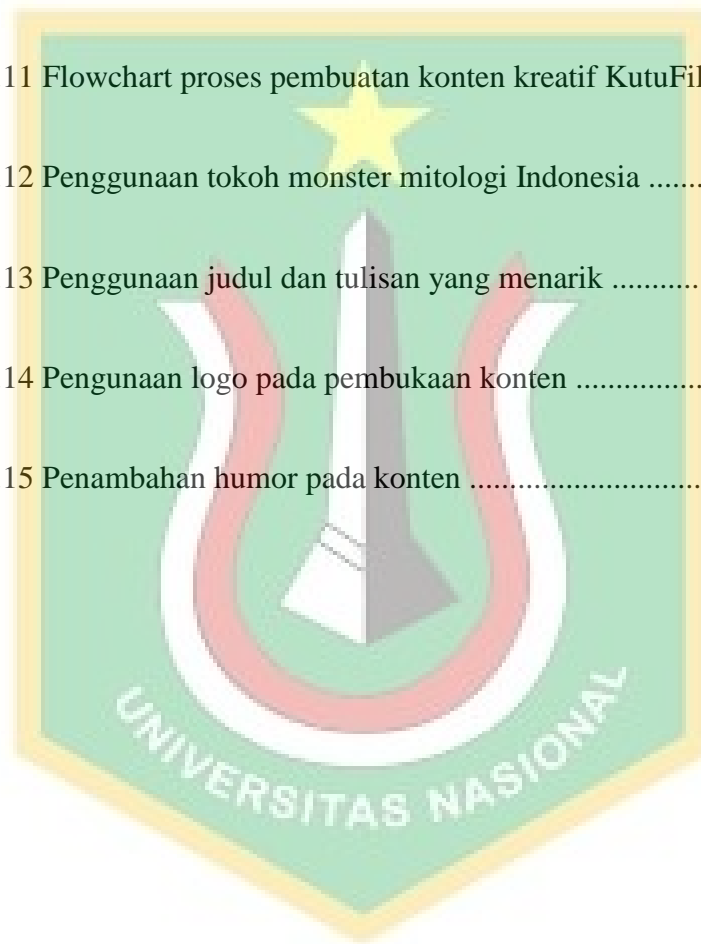 11 Flowchart proses pembuatan konten kreatif
12 Penggunaan tokoh monster mitologi Indonesia .......
13 Penggunaan judul dan tulisan yang menarik ...........
14 Pengunaan logo pada pembukaan konten ................
15 Penambahan humor pada konten .............................
UNIVERSITAS NASIONAL